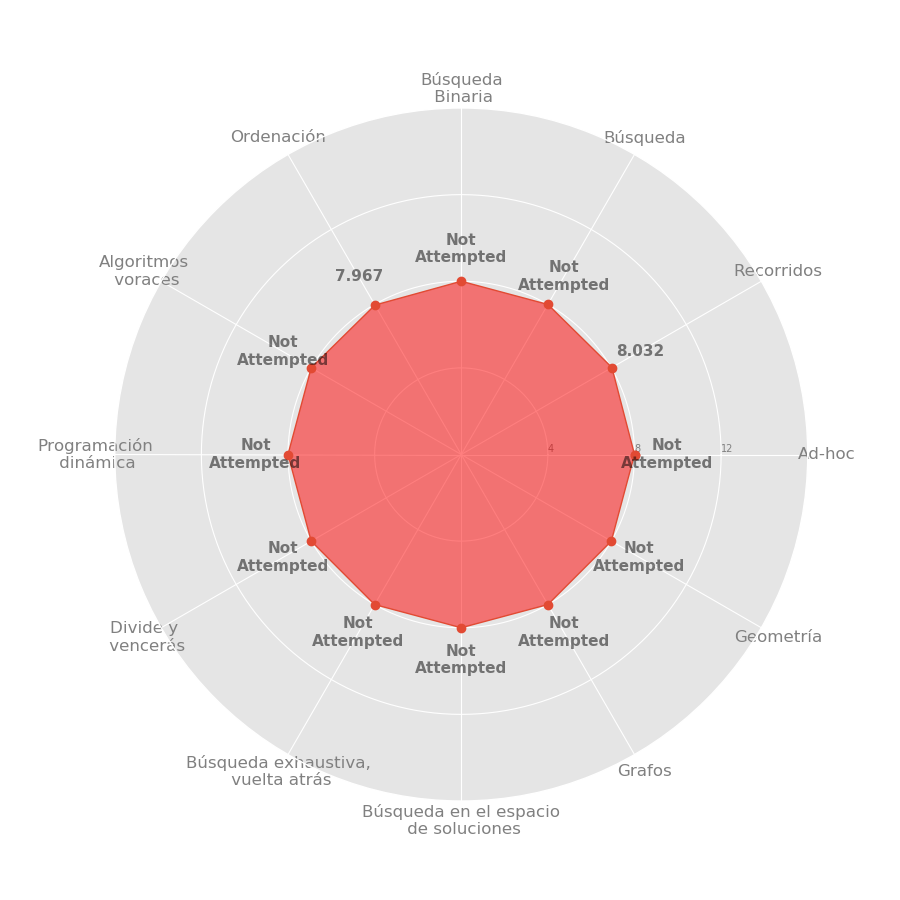 Búsqueda
Binaria
Ordenación
Búsqueda
Algoritmos
voraces
Recorridos
Not
Attempted
Not
Attempted
7.967
Not
Attempted
8.032
Programación
dinámica
Not
Attempted
4
8
12
Not
Attempted
Ad-hoc
Not
Attempted
Not
Attempted
Divide y
vencerás
Not
Attempted
Not
Attempted
Geometría
Not
Attempted
Búsqueda exhaustiva,
vuelta atrás
Grafos
Búsqueda en el espacio
de soluciones